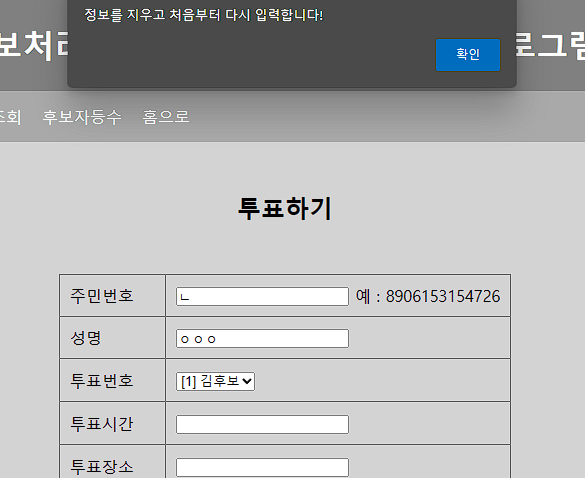 정보를 지우고 처음부터 다시 입력합니다!
확인
보처리
로그램
조회 후보자등수 홈으로
투표하기
주민번호 ㄴ 예 : 8906153154726
성명 ㅇㅇㅇ
투표번호 [1] 김후보
투표시간
투표장소